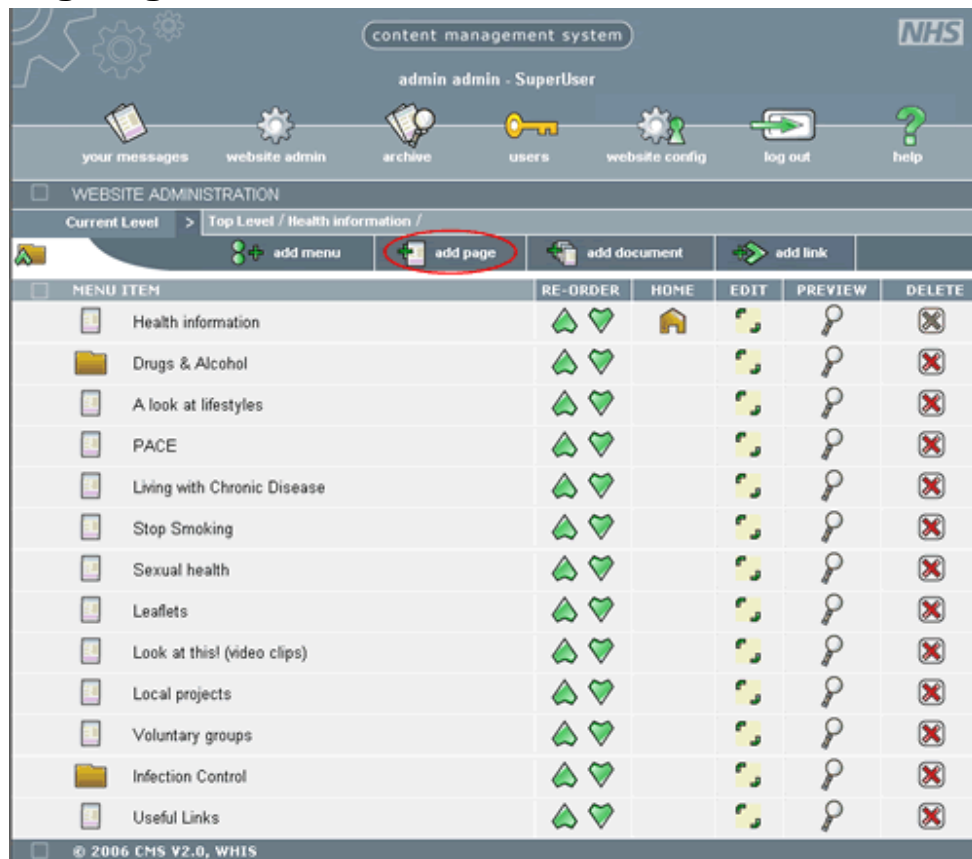 content management system
NHS
admin admin - SuperUser
your messages website admin archive users website config log out help
WEBSITE ADMINISTRATION
Current Level > Top Level / Health information /
add menu add page add document add link
MENU ITEM RE-ORDER HOME EDIT PREVIEW DELETE
Health information
Drugs & Alcohol
A look at lifestyles
PACE
Living with Chronic Disease
Stop Smoking
Sexual health
Leaflets
Look at this! (video clips)
Local projects
Voluntary groups
Infection Control
Useful Links
© 2006 CMS V2.0, WHIS